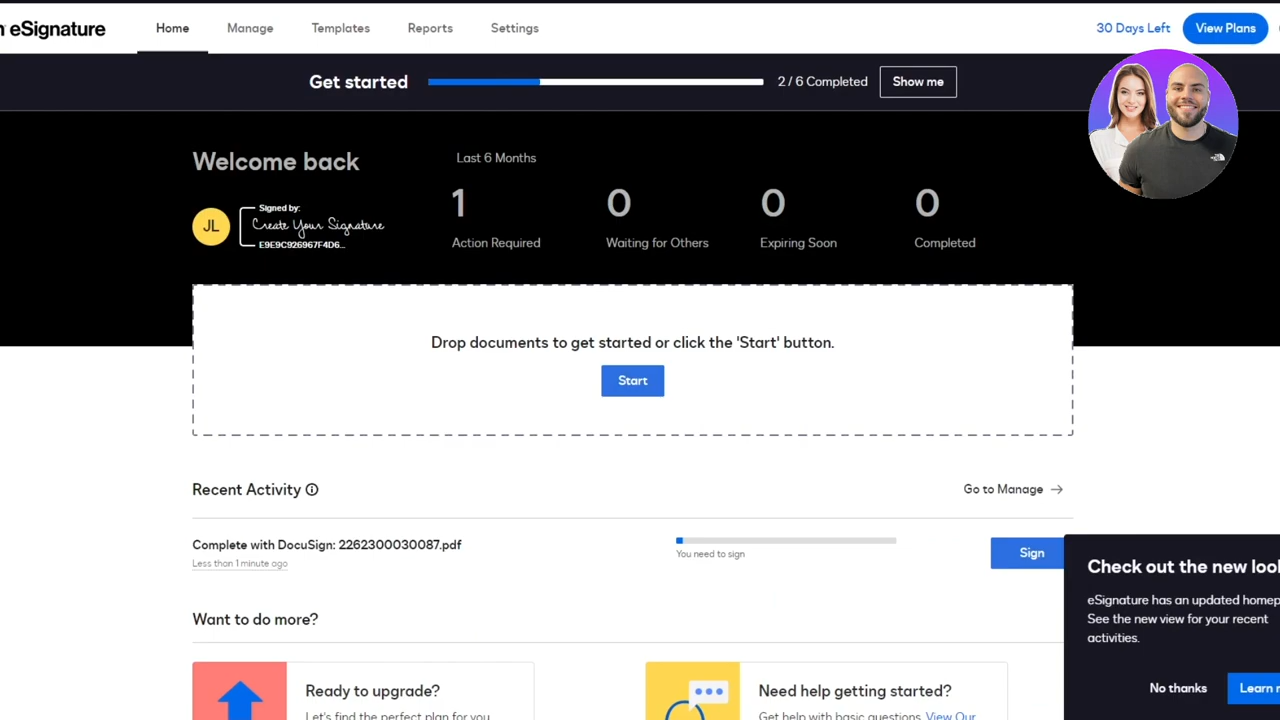 eSignature
Home
Manage
Templates
Reports
Settings
30 Days Left
View Plans
Get started
2 / 6 Completed
Show me
Welcome back
Last 6 Months
JL
Signed by:
Create Your Signature
E9E9C926967F4D6...
1
0
0
0
Action Required
Waiting for Others
Expiring Soon
Completed
Drop documents to get started or click the 'Start' button.
Start
Recent Activity
Go to Manage
Complete with DocuSign: 2262300030087.pdf
Less than 1 minute ago
You need to sign
Sign
Check out the new look
eSignature has an updated homep
See the new view for your recent
activities.
No thanks
Learn
Want to do more?
Ready to upgrade?
Let's find the perfect plan for you
Need help getting started?
Get help with basic questions. View Our